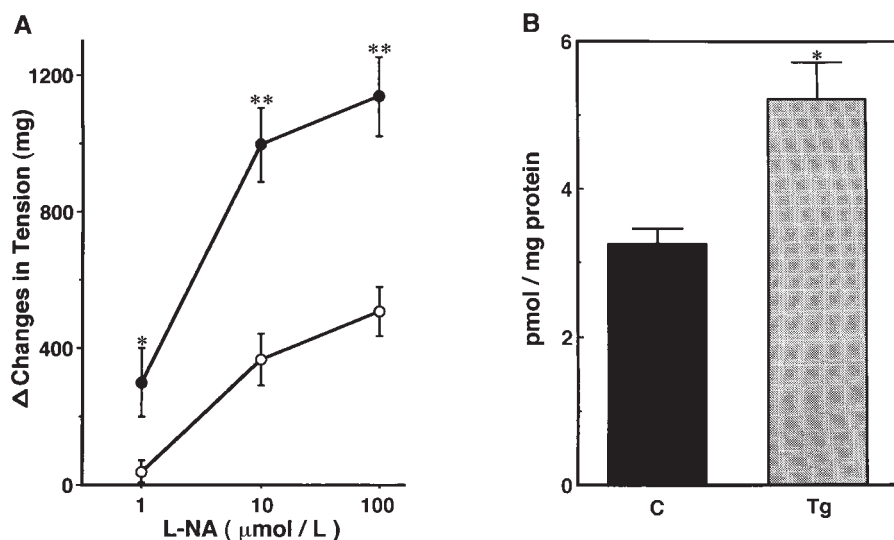 A
ΔChanges in Tension (mg)
1200
800
400
0
*
**
**
1
10
100
L-NA ( μmol / L )
B
pmol / mg protein
6
4
2
0
*
C
Tg